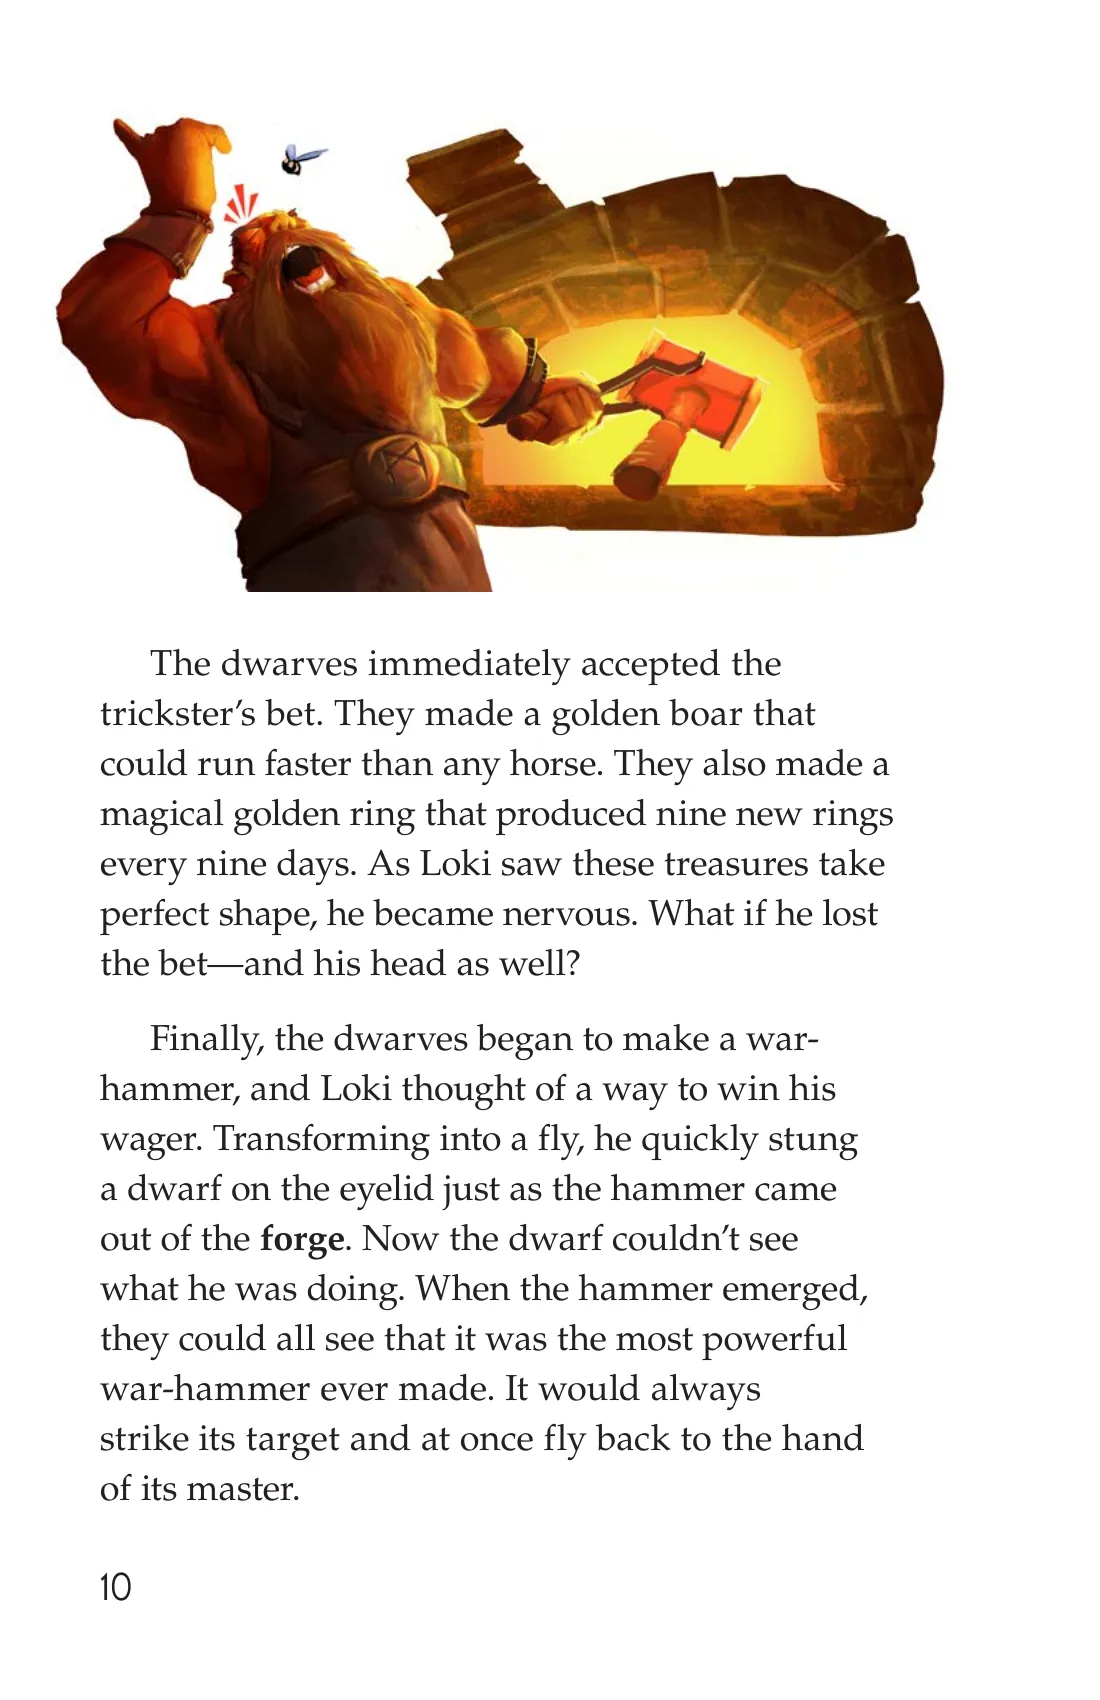 The dwarves immediately accepted the
trickster’s bet. They made a golden boar that
could run faster than any horse. They also made a
magical golden ring that produced nine new rings
every nine days. As Loki saw these treasures take
perfect shape, he became nervous. What if he lost
the bet—and his head as well?
Finally, the dwarves began to make a war-
hammer, and Loki thought of a way to win his
wager. Transforming into a fly, he quickly stung
a dwarf on the eyelid just as the hammer came
out of the forge. Now the dwarf couldn’t see
what he was doing. When the hammer emerged,
they could all see that it was the most powerful
war-hammer ever made. It would always
strike its target and at once fly back to the hand
of its master.
10